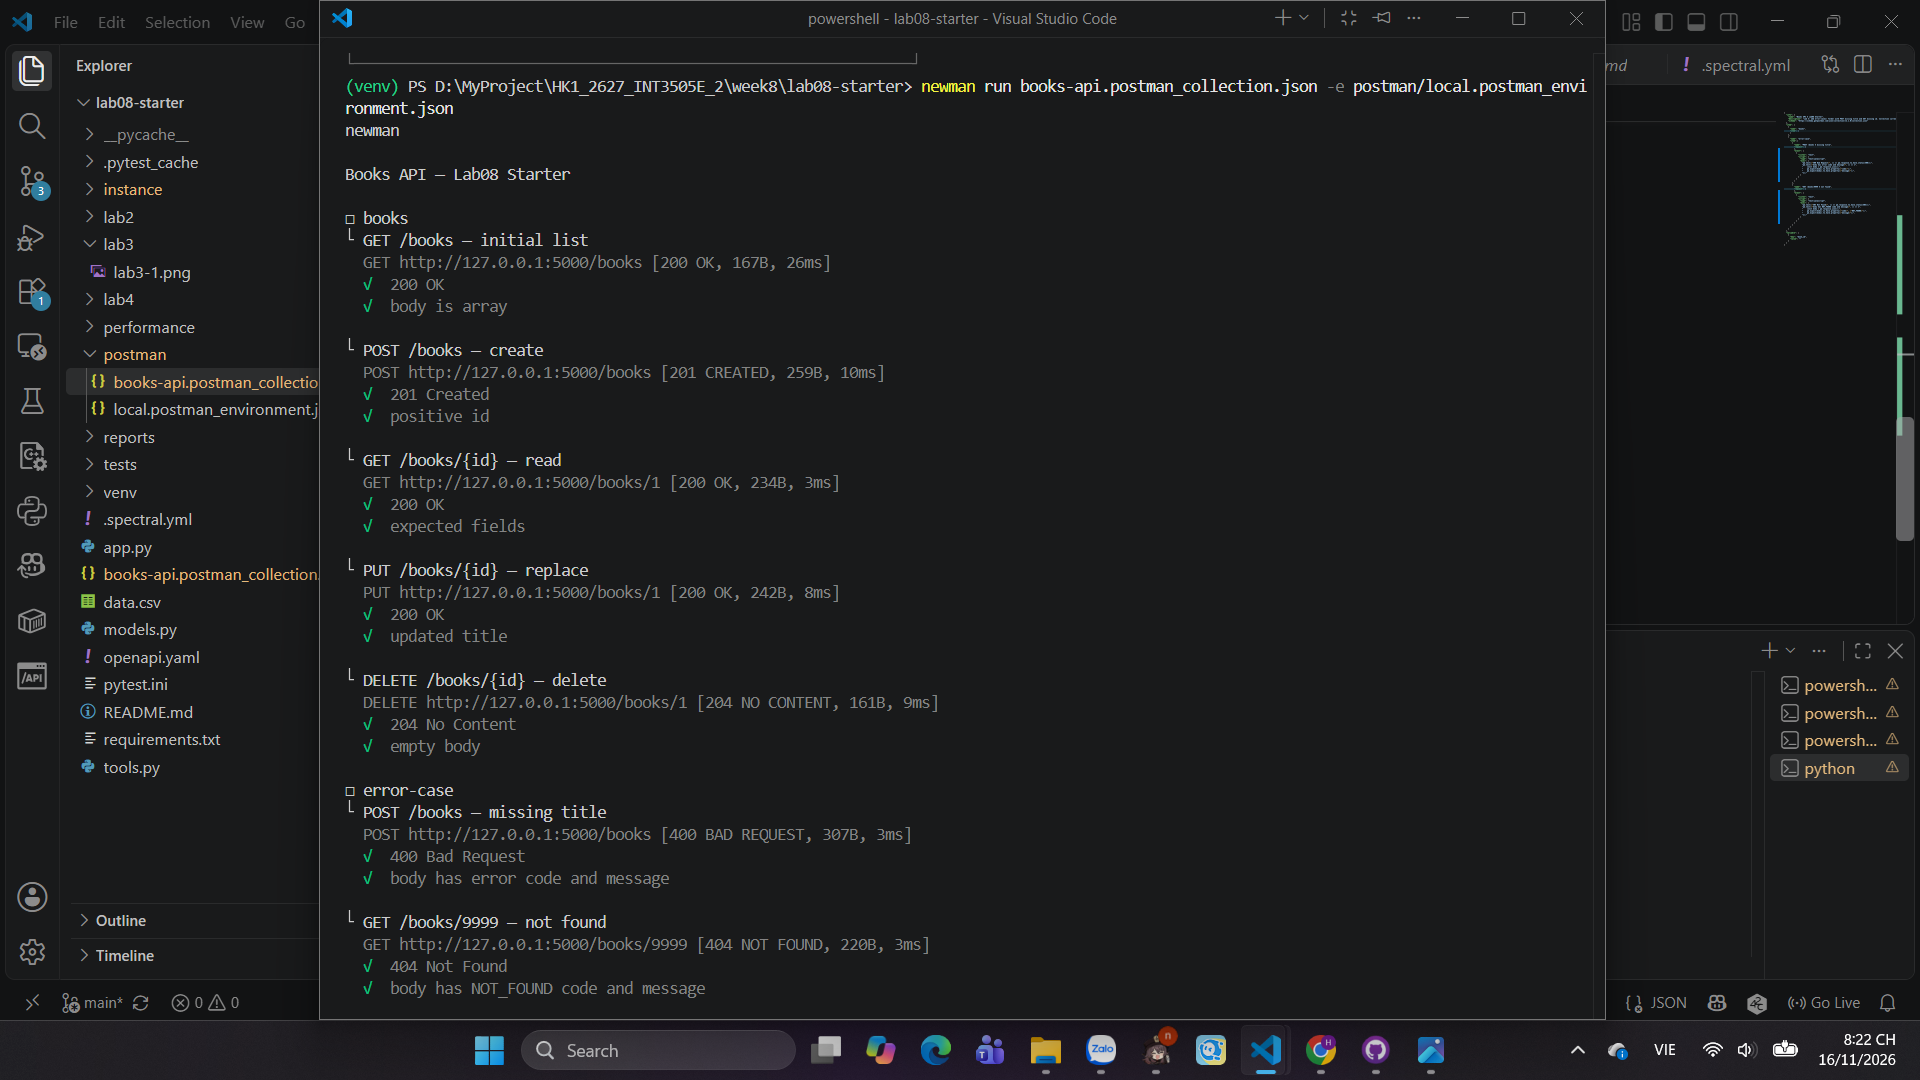 File Edit Selection View Go
powershell - lab08-starter - Visual Studio Code
Explorer
lab08-starter
__pycache__
.pytest_cache
instance
lab2
lab3
lab3-1.png
lab4
performance
postman
books-api.postman_collectio
local.postman_environment.j
reports
tests
venv
.spectral.yml
app.py
books-api.postman_collection.
data.csv
models.py
openapi.yaml
pytest.ini
README.md
requirements.txt
tools.py
Outline
Timeline
3
1
(venv) PS D:\MyProject\HK1_2627_INT3505E_2\week8\lab08-starter> newman run books-api.postman_collection.json -e postman/local.postman_envi
ronment.json
newman
Books API — Lab08 Starter
□ books
└ GET /books — initial list
GET http://127.0.0.1:5000/books [200 OK, 167B, 26ms]
√ 200 OK
√ body is array
└ POST /books — create
POST http://127.0.0.1:5000/books [201 CREATED, 259B, 10ms]
√ 201 Created
√ positive id
└ GET /books/{id} — read
GET http://127.0.0.1:5000/books/1 [200 OK, 234B, 3ms]
√ 200 OK
√ expected fields
└ PUT /books/{id} — replace
PUT http://127.0.0.1:5000/books/1 [200 OK, 242B, 8ms]
√ 200 OK
√ updated title
└ DELETE /books/{id} — delete
DELETE http://127.0.0.1:5000/books/1 [204 NO CONTENT, 161B, 9ms]
√ 204 No Content
√ empty body
□ error-case
└ POST /books — missing title
POST http://127.0.0.1:5000/books [400 BAD REQUEST, 307B, 3ms]
√ 400 Bad Request
√ body has error code and message
└ GET /books/9999 — not found
GET http://127.0.0.1:5000/books/9999 [404 NOT FOUND, 220B, 3ms]
√ 404 Not Found
√ body has NOT_FOUND code and message
md
! .spectral.yml
powersh...
powersh...
powersh...
python
main* 0 0
JSON Go Live
Search
Zalo
n
VIE
8:22 CH
16/11/2026